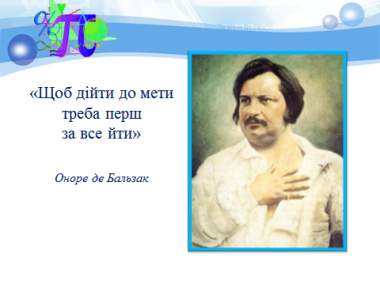 «Щоб дійти до мети
треба перш
за все йти»
Оноре де Бальзак